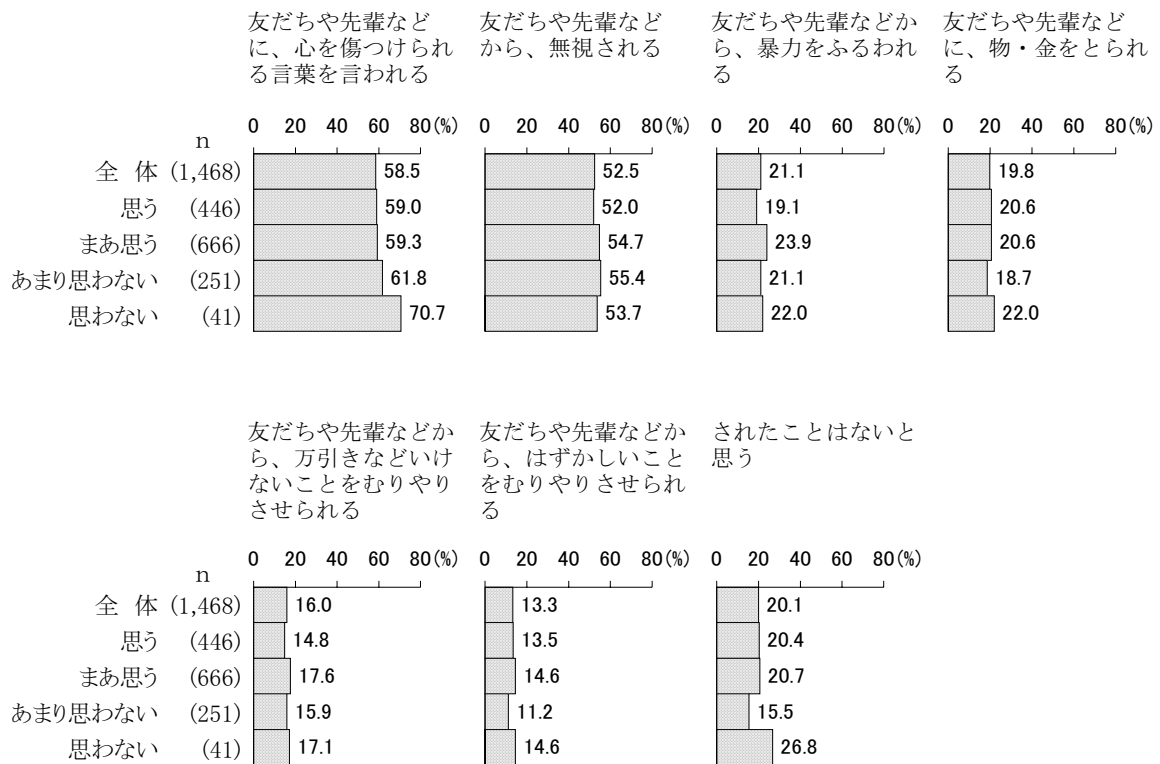 友だちや先輩など
に、心を傷つけられ
る言葉を言われる
友だちや先輩など
から、無視される
友だちや先輩などか
ら、暴力をふるわれ
る
友だちや先輩など
に、物・金をとられ
る
n
0 20 40 60 80(%)
0 20 40 60 80(%)
0 20 40 60 80(%)
0 20 40 60 80(%)
全 体 (1,468) 58.5 52.5 21.1 19.8
思う (446) 59.0 52.0 19.1 20.6
まあ思う (666) 59.3 54.7 23.9 20.6
あまり思わない (251) 61.8 55.4 21.1 18.7
思わない (41) 70.7 53.7 22.0 22.0
友だちや先輩などか
ら、万引きなどいけ
ないことをむりやり
させられる
友だちや先輩などか
ら、はずかしいこと
をむりやりさせられ
る
されたことはないと
思う
n
0 20 40 60 80(%)
0 20 40 60 80(%)
0 20 40 60 80(%)
全 体 (1,468) 16.0 13.3 20.1
思う (446) 14.8 13.5 20.4
まあ思う (666) 17.6 14.6 20.7
あまり思わない (251) 15.9 11.2 15.5
思わない (41) 17.1 14.6 26.8